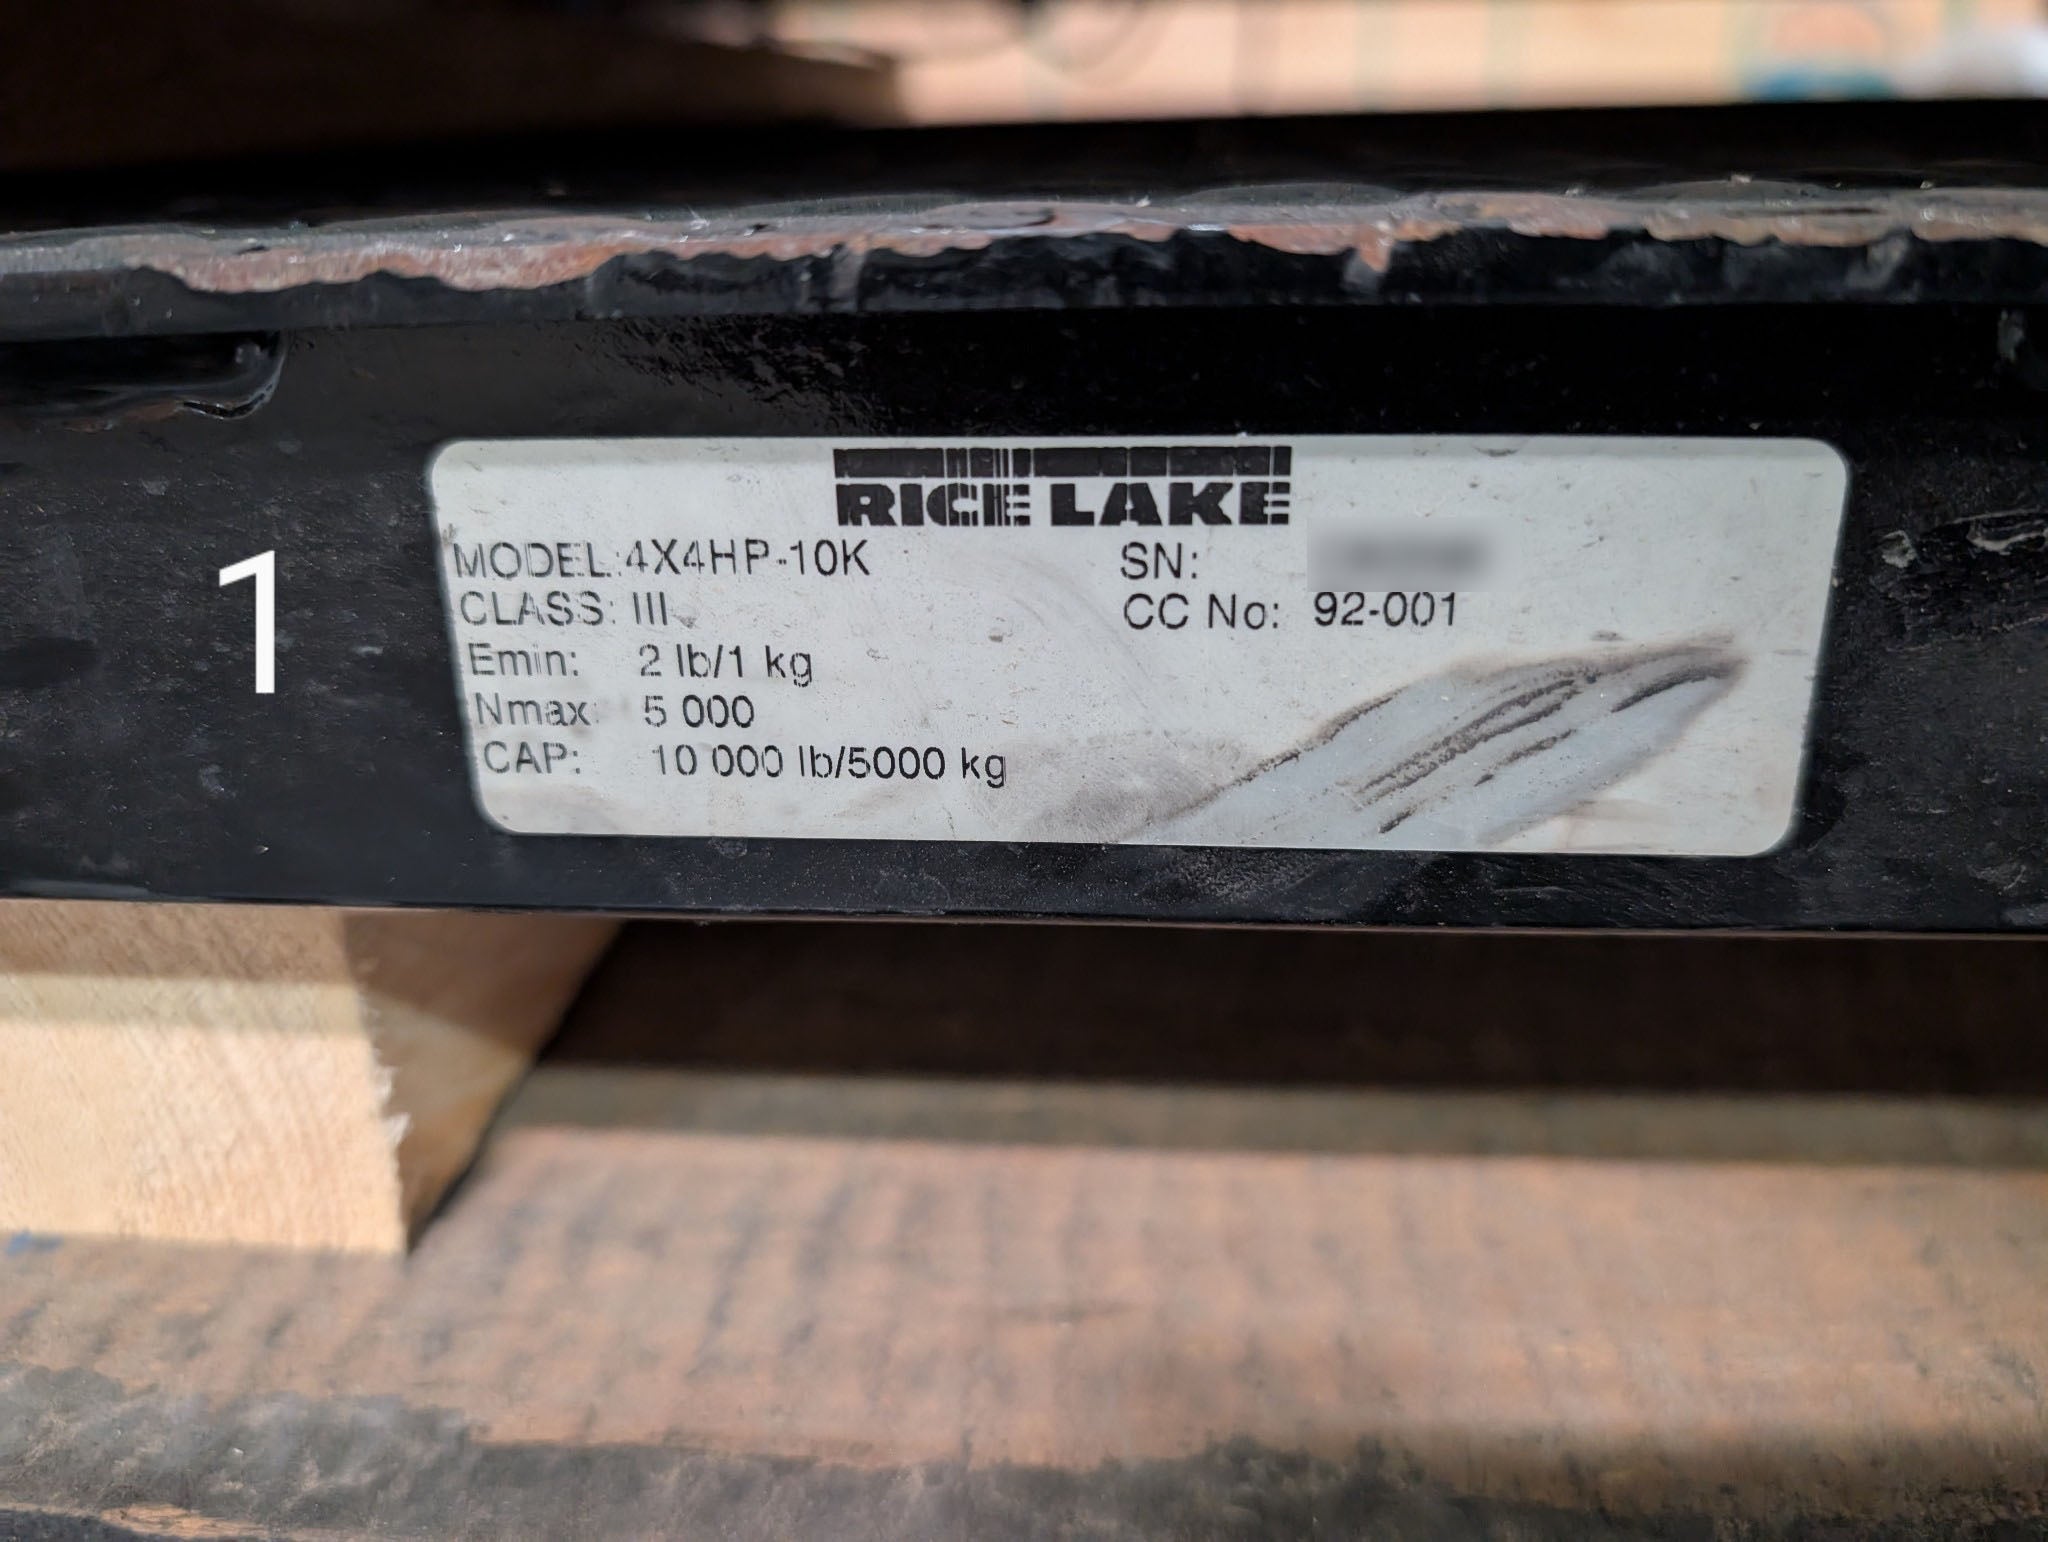 RICE LAKE
MODEL: 4X4HP-10K
SN:
CLASS: III
CC No: 92-001
Emin: 2 lb/1 kg
Nmax: 5 000
CAP: 10 000 lb/5000 kg
1